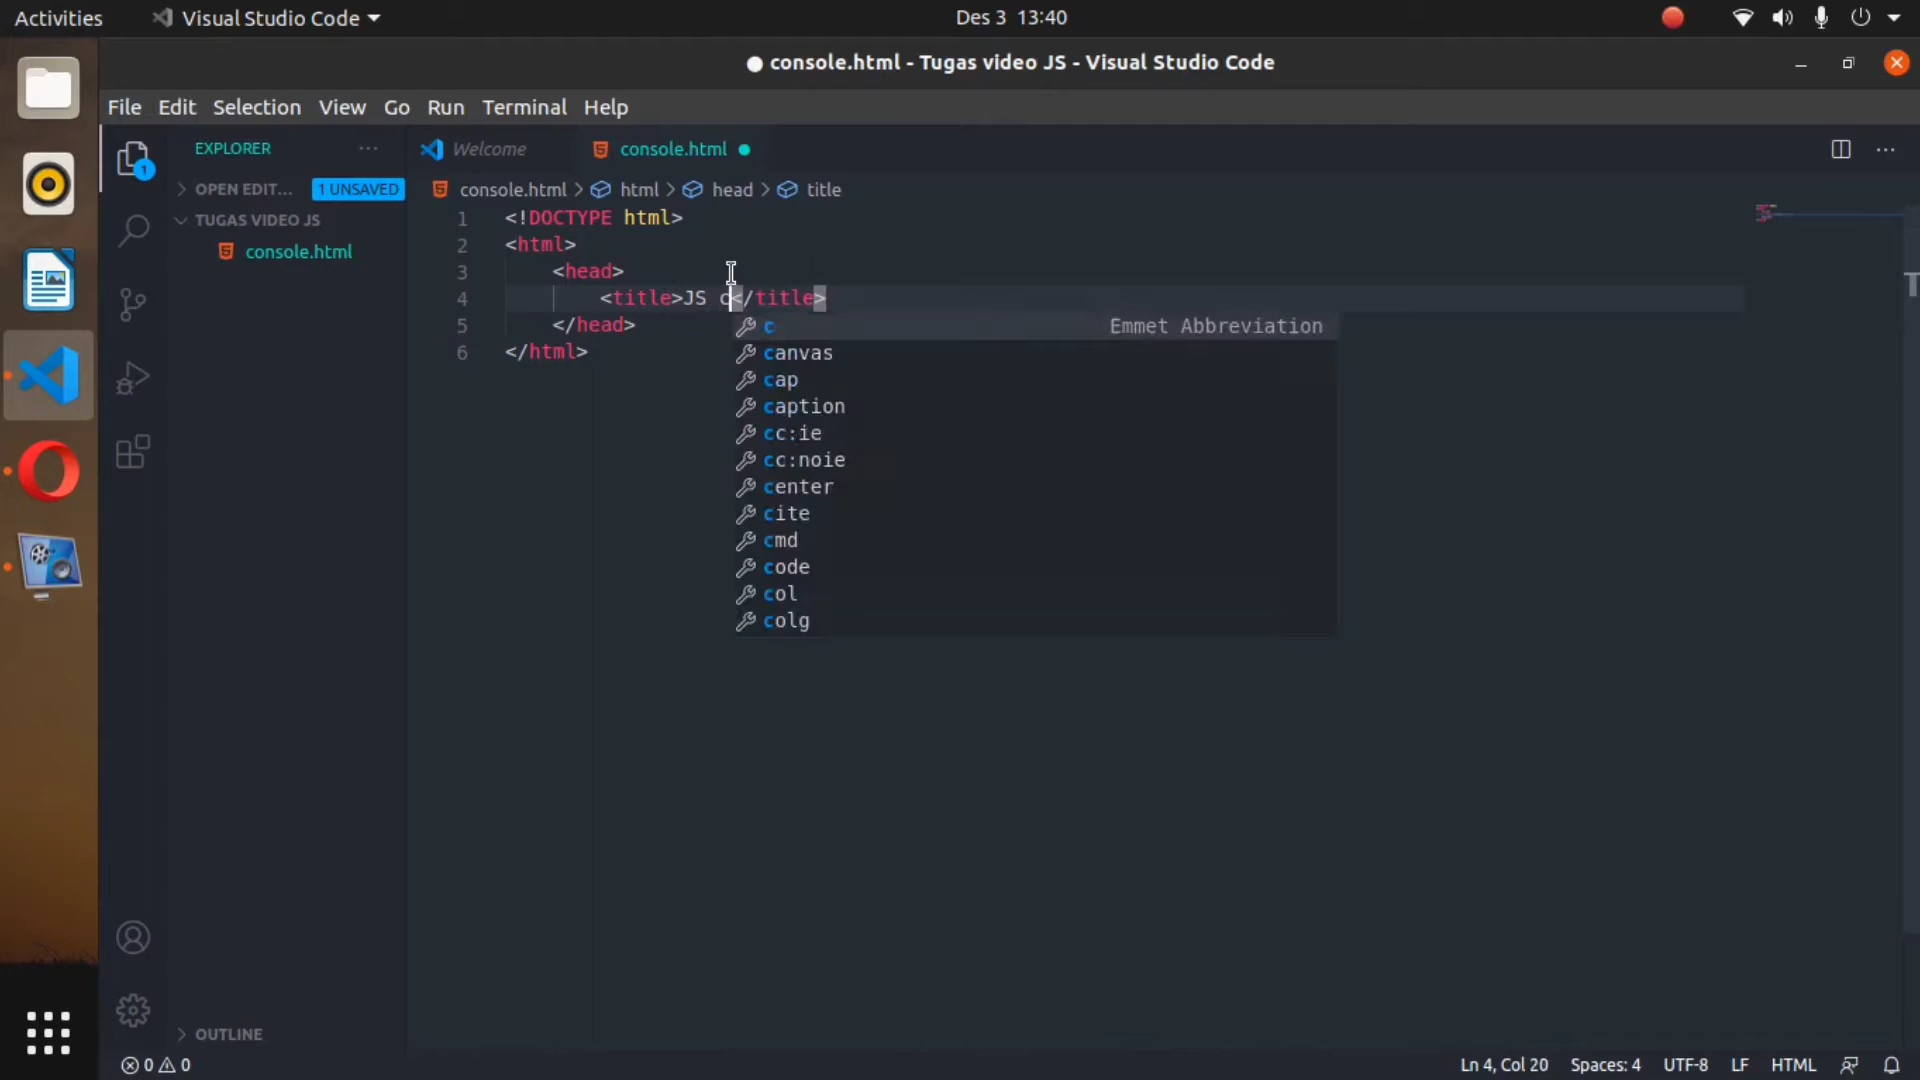 Activities Visual Studio Code Des 3 13:40
● console.html - Tugas video JS - Visual Studio Code
File Edit Selection View Go Run Terminal Help
EXPLORER ··· Welcome console.html
OPEN EDIT... 1 UNSAVED console.html > html > head > title
TUGAS VIDEO JS
console.html
1 <!DOCTYPE html>
2 <html>
3 <head>
4 <title>JS c</title>
5 </head>
6 </html>
c Emmet Abbreviation
canvas
cap
caption
cc:ie
cc:noie
center
cite
cmd
code
col
colg
1
OUTLINE
0 0 Ln 4, Col 20 Spaces: 4 UTF-8 LF HTML